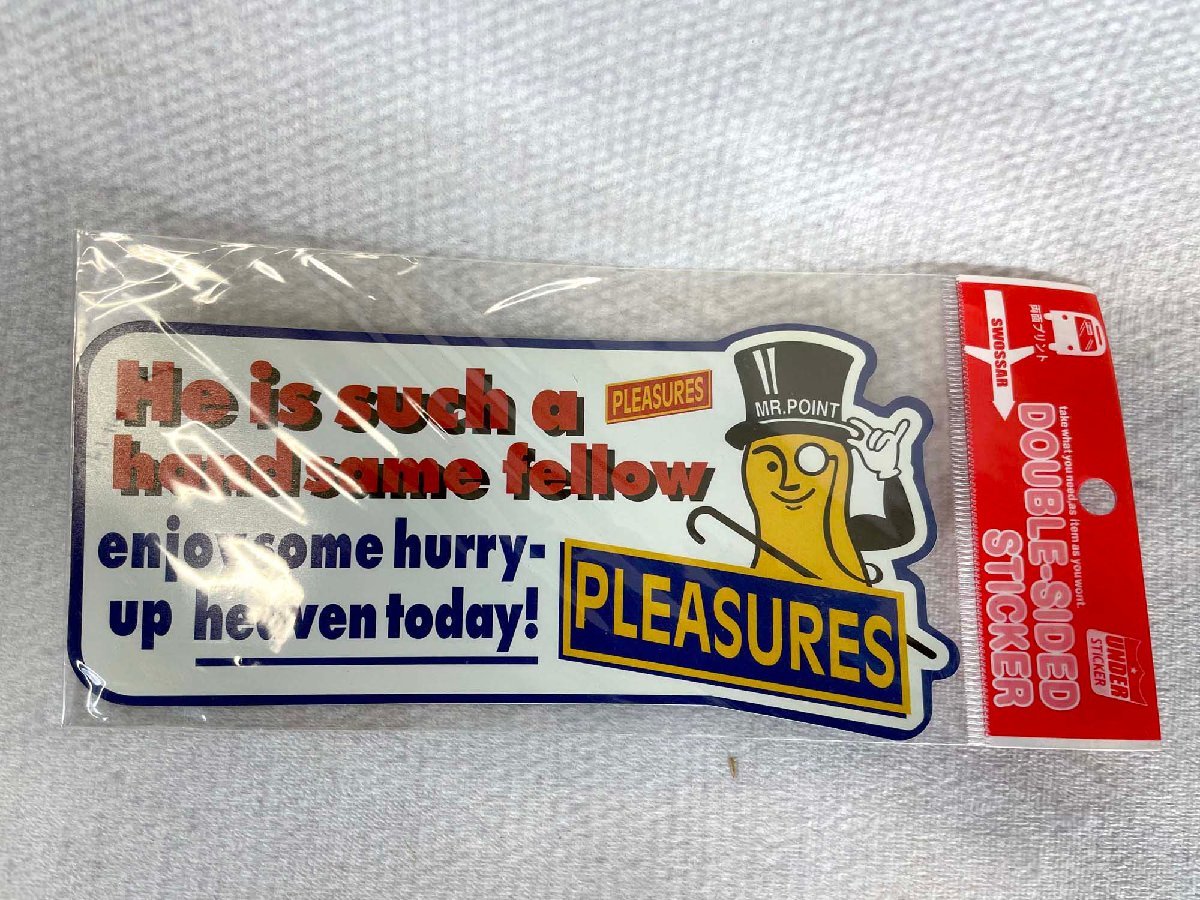 He is such a
handsame fellow
enjoy some hurry-
up heaven today!
PLEASURES
MR.POINT
PLEASURES
両面プリント
SWOSSAR
take what you need,as item as you wont
DOUBLE-SIDED
STICKER
UNDER
STICKER